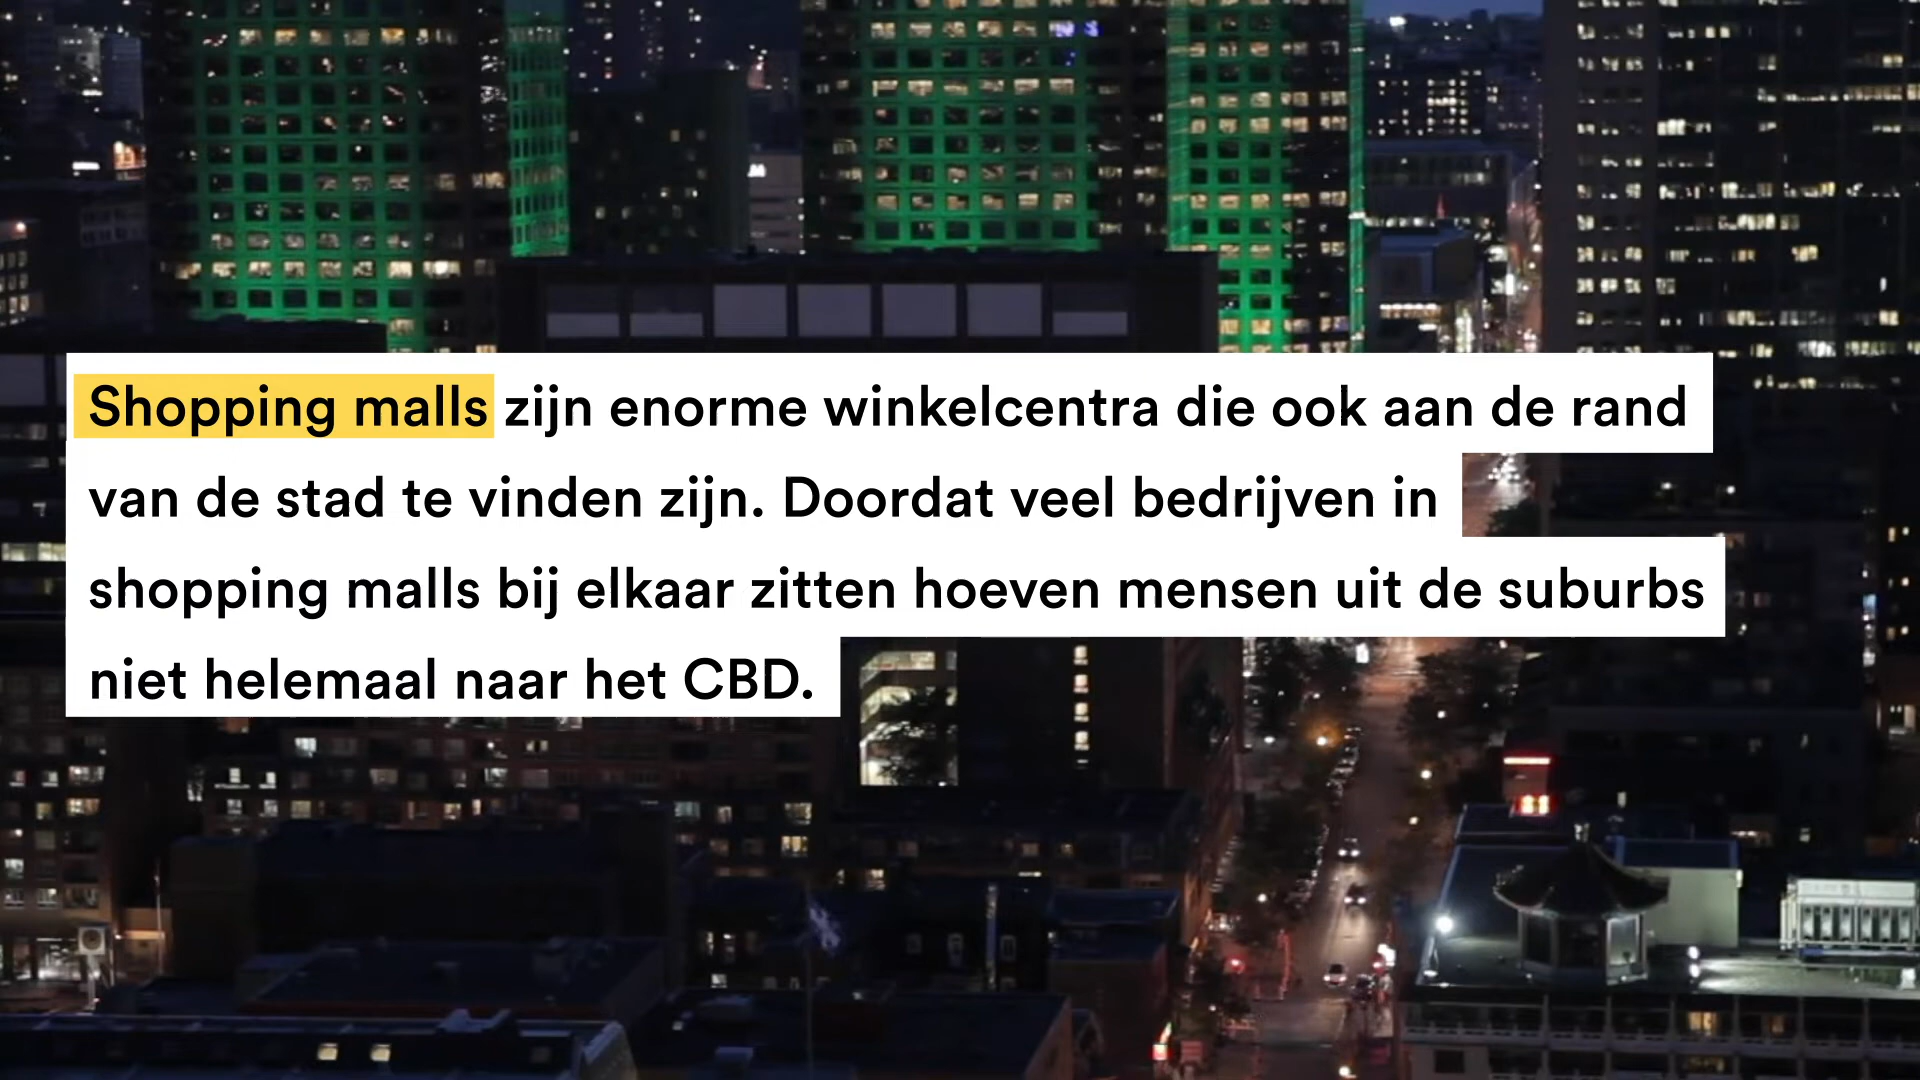 Shopping malls zijn enorme winkelcentra die ook aan de rand
van de stad te vinden zijn. Doordat veel bedrijven in
shopping malls bij elkaar zitten hoeven mensen uit de suburbs
niet helemaal naar het CBD.